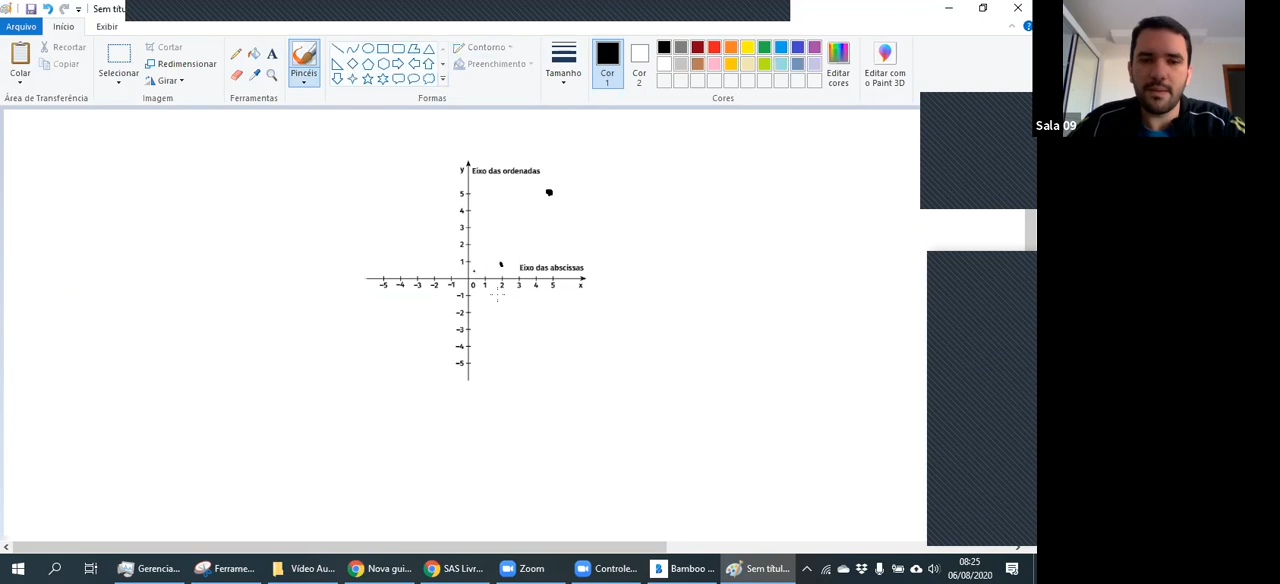 Sem títu
Arquivo Início Exibir
Colar
Recortar
Copiar
Área de Transferência
Selecionar
Cortar
Redimensionar
Girar
Imagem
A
Ferramentas
Pincéis
Contorno
Preenchimento
Formas
Tamanho
Cor 1
Cor 2
Cores
Editar cores
Editar com o Paint 3D
Sala 09
y Eixo das ordenadas
5
4
3
2
1
Eixo das abscissas
-5 -4 -3 -2 -1 0 1 2 3 4 5 x
-1
-2
-3
-4
-5
Gerencia... Ferrame... Vídeo Au... Nova gui... SAS Livr... Zoom Controle... Bamboo ... Sem títul...
08:25
06/08/2020